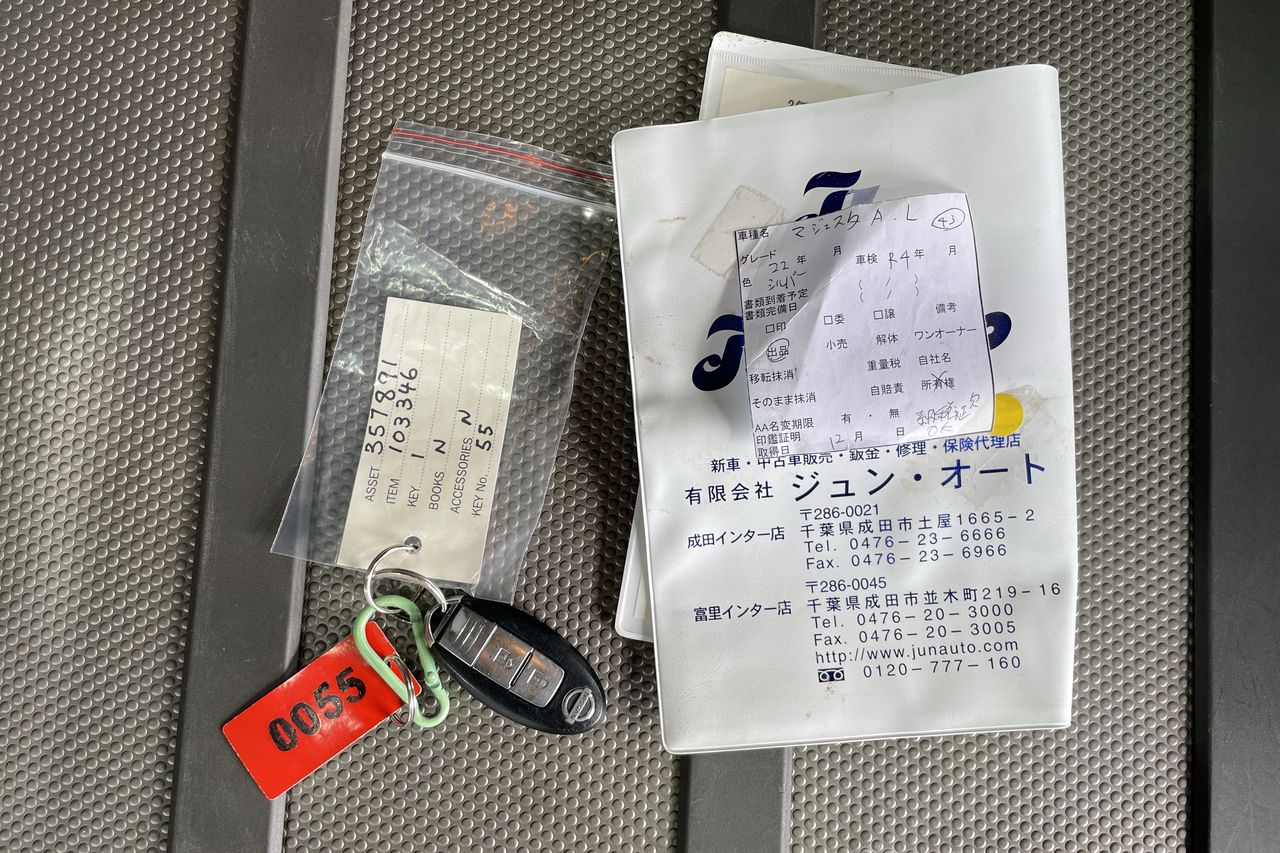 ASSET 357891
ITEM 103346
KEY 1
BOOKS N
ACCESSORIES N
KEY No. 55
0055
車種名 マジェスタ A.L 43
グレード 22年 月 車検 R4年 月
色 シルバー ( / )
書類到着予定
書類完備日 ( / )
□印 □委 □譲 備考
出品 小売 解体 ワンオーナー
移転抹消 重量税 自社名
そのまま抹消 自賠責 所有権
AA名変期限 有・無
印鑑証明 12月 日 OK
取得日
新車・中古車販売・鈑金・修理・保険代理店
有限会社 ジュン・オート
成田インター店
〒286-0021
千葉県成田市土屋1665-2
Tel. 0476-23-6666
Fax. 0476-23-6966
富里インター店
〒286-0045
千葉県成田市並木町219-16
Tel. 0476-20-3000
Fax. 0476-20-3005
http://www.junauto.com
0120-777-160